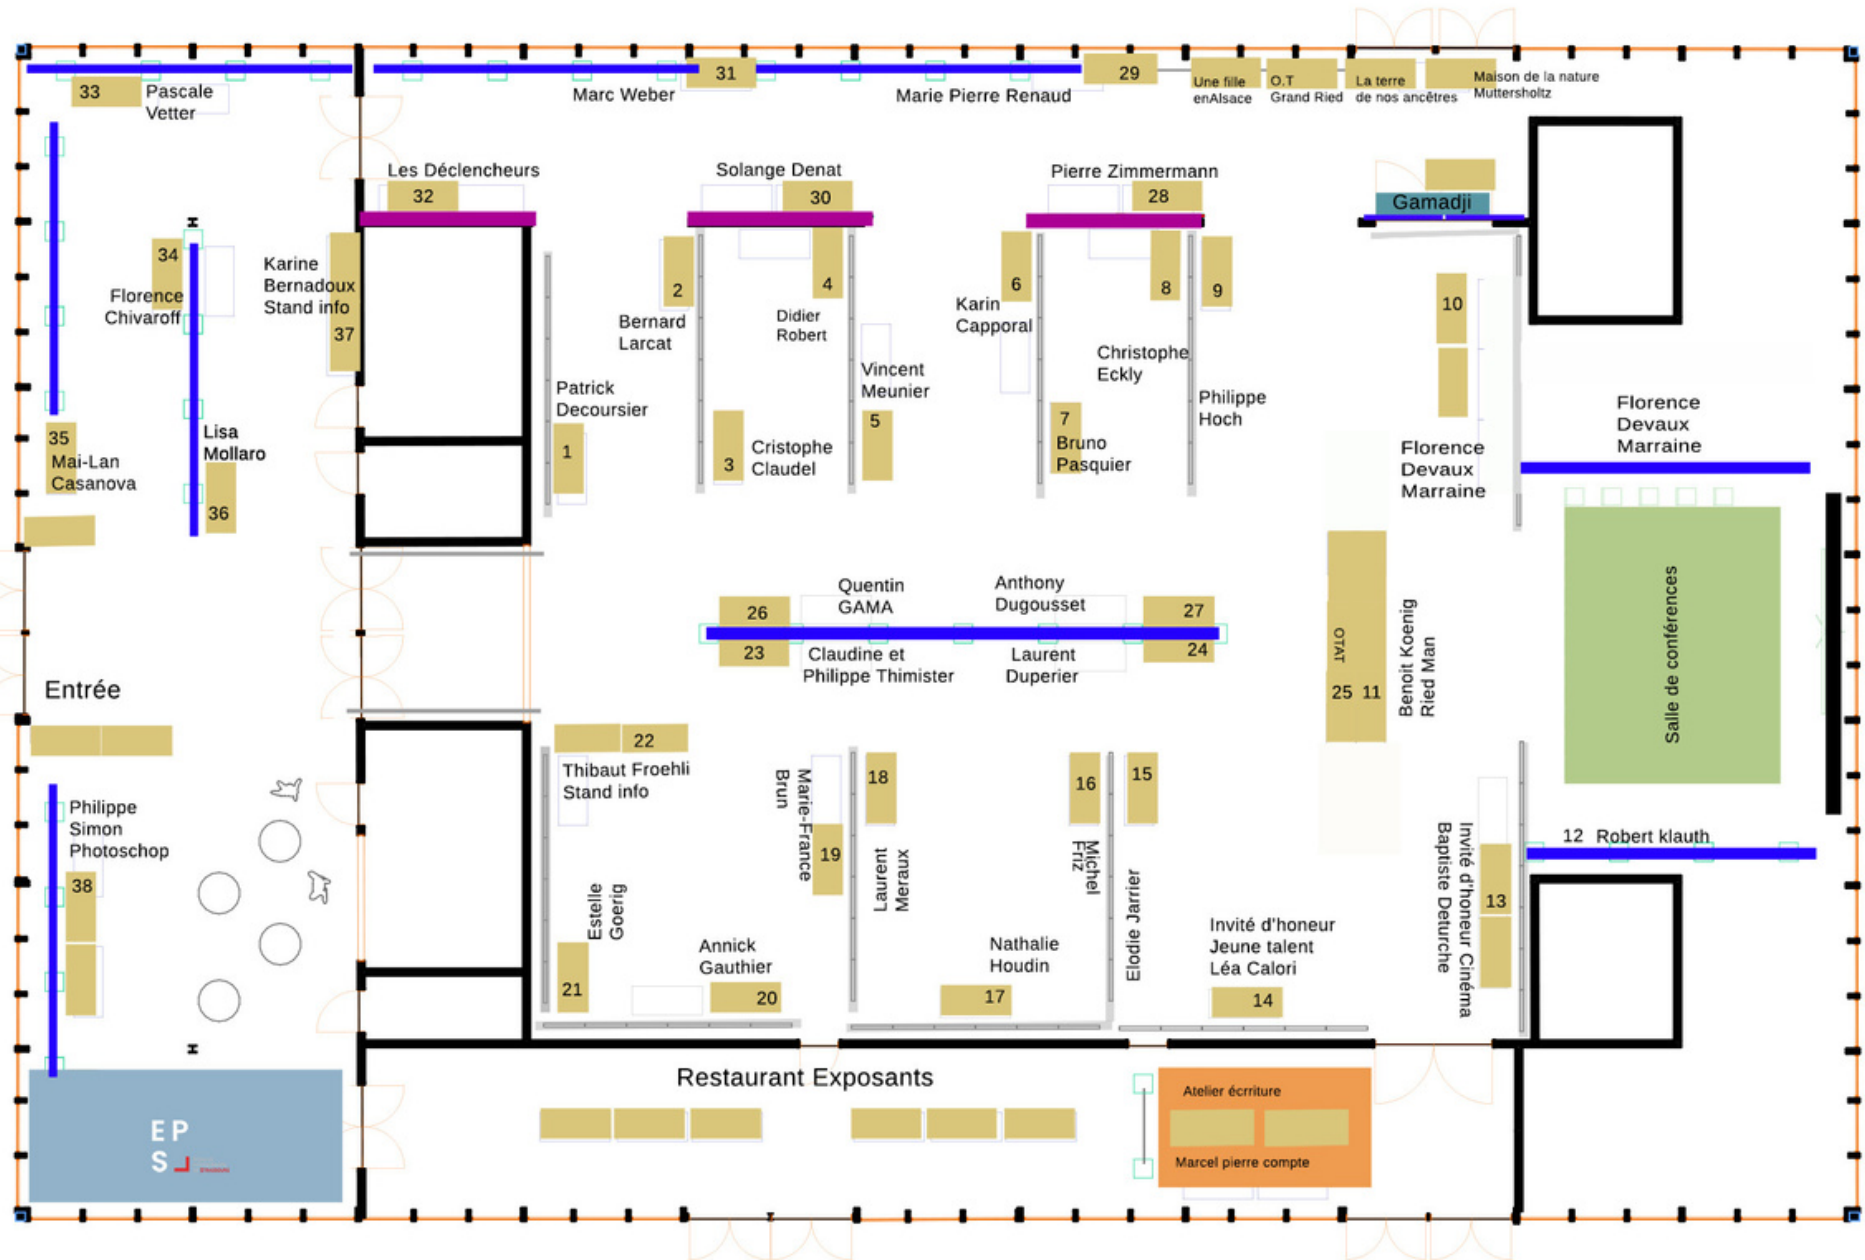 33
Pascale
Vetter
31
Marc Weber
Marie Pierre Renaud
29
Une fille
enAlsace
O.T
Grand Ried
La terre
de nos ancêtres
Maison de la nature
Muttersholtz
Les Déclencheurs
32
Solange Denat
30
Pierre Zimmermann
28
Gamadji
34
Florence
Chivaroff
Karine
Bernadoux
Stand info
37
2
Bernard
Larcat
4
Didier
Robert
6
Karin
Capporal
8
9
10
Christophe
Eckly
Vincent
Meunier
5
Patrick
Decoursier
1
3
Cristophe
Claudel
7
Bruno
Pasquier
Philippe
Hoch
Florence
Devaux
Marraine
Florence
Devaux
Marraine
35
Mai-Lan
Casanova
Lisa
Mollaro
36
26
Quentin
GAMA
Anthony
Dugousset
27
23
Claudine et
Philippe Thimister
Laurent
Duperier
24
OTAT
25
11
Benoit Koenig
Ried Man
Salle de conférences
Entrée
22
Thibaut Froehli
Stand info
Marie-France
Brun
19
18
Laurent
Meraux
16
Michel
Friz
15
Elodie Jarrier
12 Robert klauth
13
Invité d'honneur Cinéma
Baptiste Deturche
Philippe
Simon
Photoschop
38
Estelle
Goerig
21
Annick
Gauthier
20
Nathalie
Houdin
17
Invité d'honneur
Jeune talent
Léa Calori
14
Restaurant Exposants
Atelier écrriture
Marcel pierre compte
EP
S